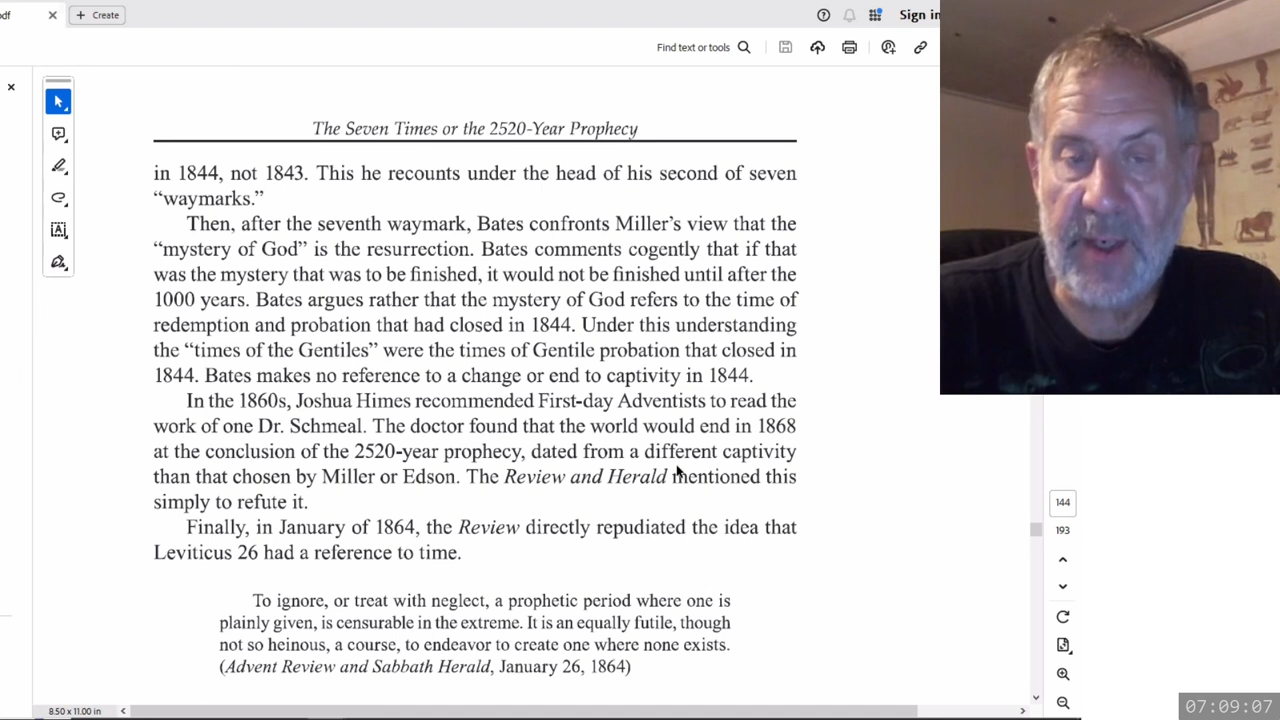 df
Create
Sign in
Find text or tools
The Seven Times or the 2520-Year Prophecy
in 1844, not 1843. This he recounts under the head of his second of seven
“waymarks.”
Then, after the seventh waymark, Bates confronts Miller’s view that the
“mystery of God” is the resurrection. Bates comments cogently that if that
was the mystery that was to be finished, it would not be finished until after the
1000 years. Bates argues rather that the mystery of God refers to the time of
redemption and probation that had closed in 1844. Under this understanding
the “times of the Gentiles” were the times of Gentile probation that closed in
1844. Bates makes no reference to a change or end to captivity in 1844.
In the 1860s, Joshua Himes recommended First-day Adventists to read the
work of one Dr. Schmeal. The doctor found that the world would end in 1868
at the conclusion of the 2520-year prophecy, dated from a different captivity
than that chosen by Miller or Edson. The Review and Herald mentioned this
simply to refute it.
Finally, in January of 1864, the Review directly repudiated the idea that
Leviticus 26 had a reference to time.
To ignore, or treat with neglect, a prophetic period where one is
plainly given, is censurable in the extreme. It is an equally futile, though
not so heinous, a course, to endeavor to create one where none exists.
(Advent Review and Sabbath Herald, January 26, 1864)
144
193
8.50 x 11.00 in
07:09:07